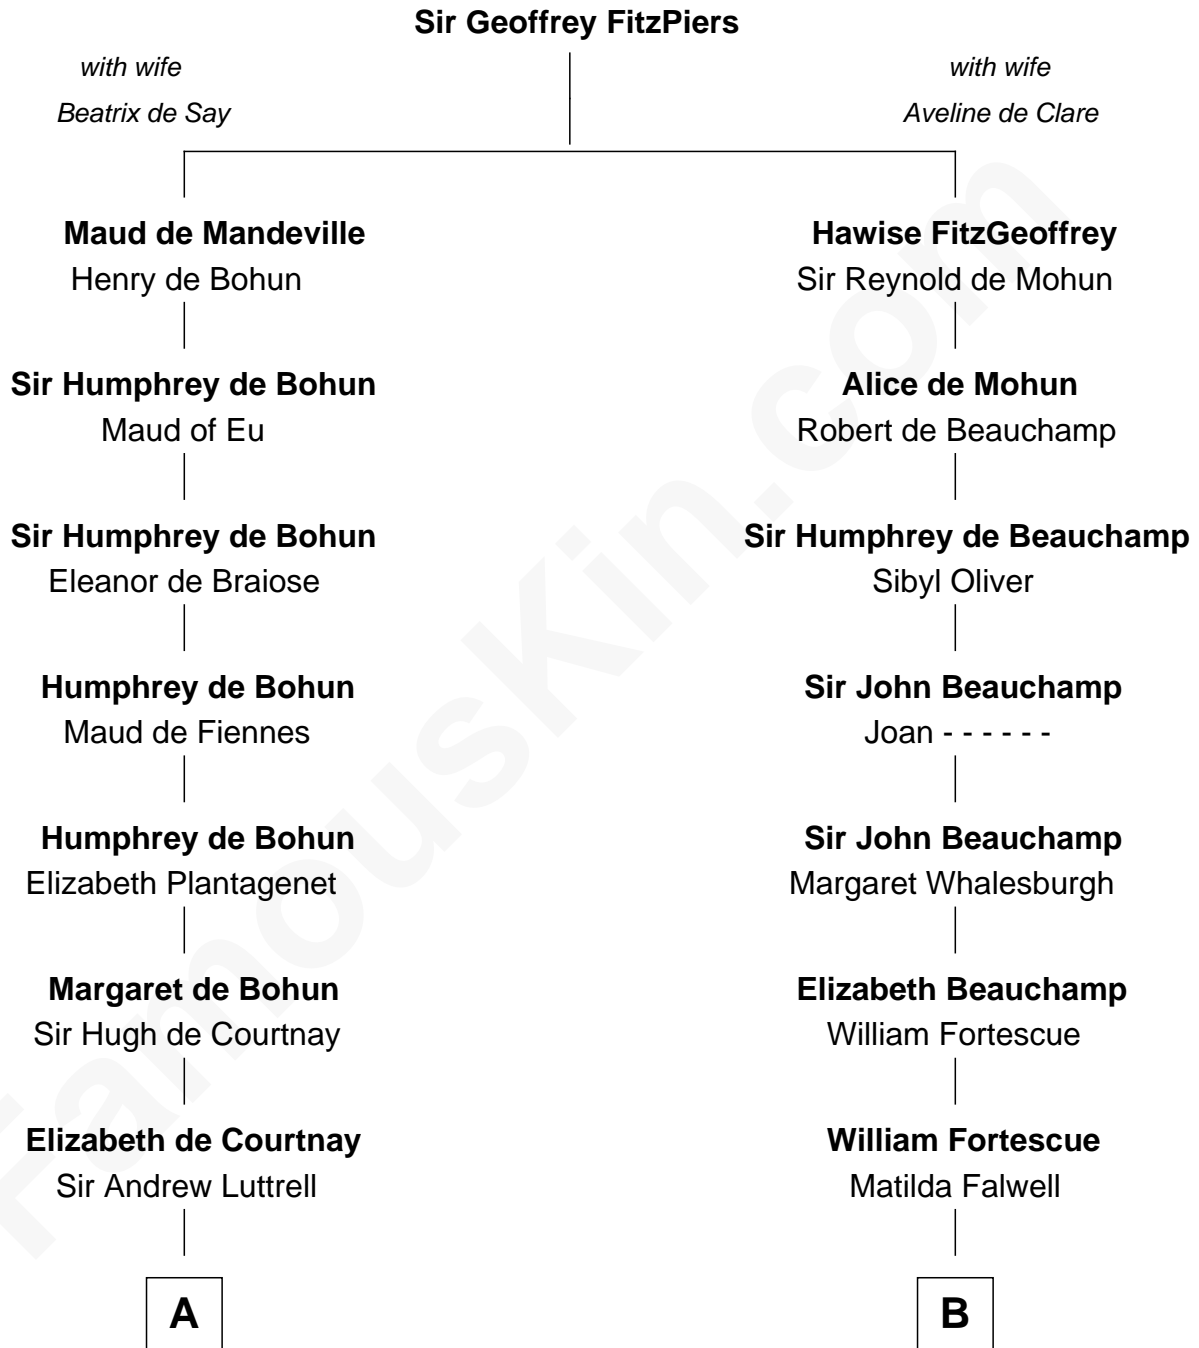 Sir Geoffrey FitzPiers
with wife
Beatrix de Say
with wife
Aveline de Clare
Maud de Mandeville
Henry de Bohun
Hawise FitzGeoffrey
Sir Reynold de Mohun
Sir Humphrey de Bohun
Maud of Eu
Alice de Mohun
Robert de Beauchamp
Sir Humphrey de Bohun
Eleanor de Braiose
Sir Humphrey de Beauchamp
Sibyl Oliver
Humphrey de Bohun
Maud de Fiennes
Sir John Beauchamp
Joan - - - - - -
Humphrey de Bohun
Elizabeth Plantagenet
Sir John Beauchamp
Margaret Whalesburgh
Margaret de Bohun
Sir Hugh de Courtnay
Elizabeth Beauchamp
William Fortescue
Elizabeth de Courtnay
Sir Andrew Luttrell
William Fortescue
Matilda Falwell
A
B
FamousKin.com